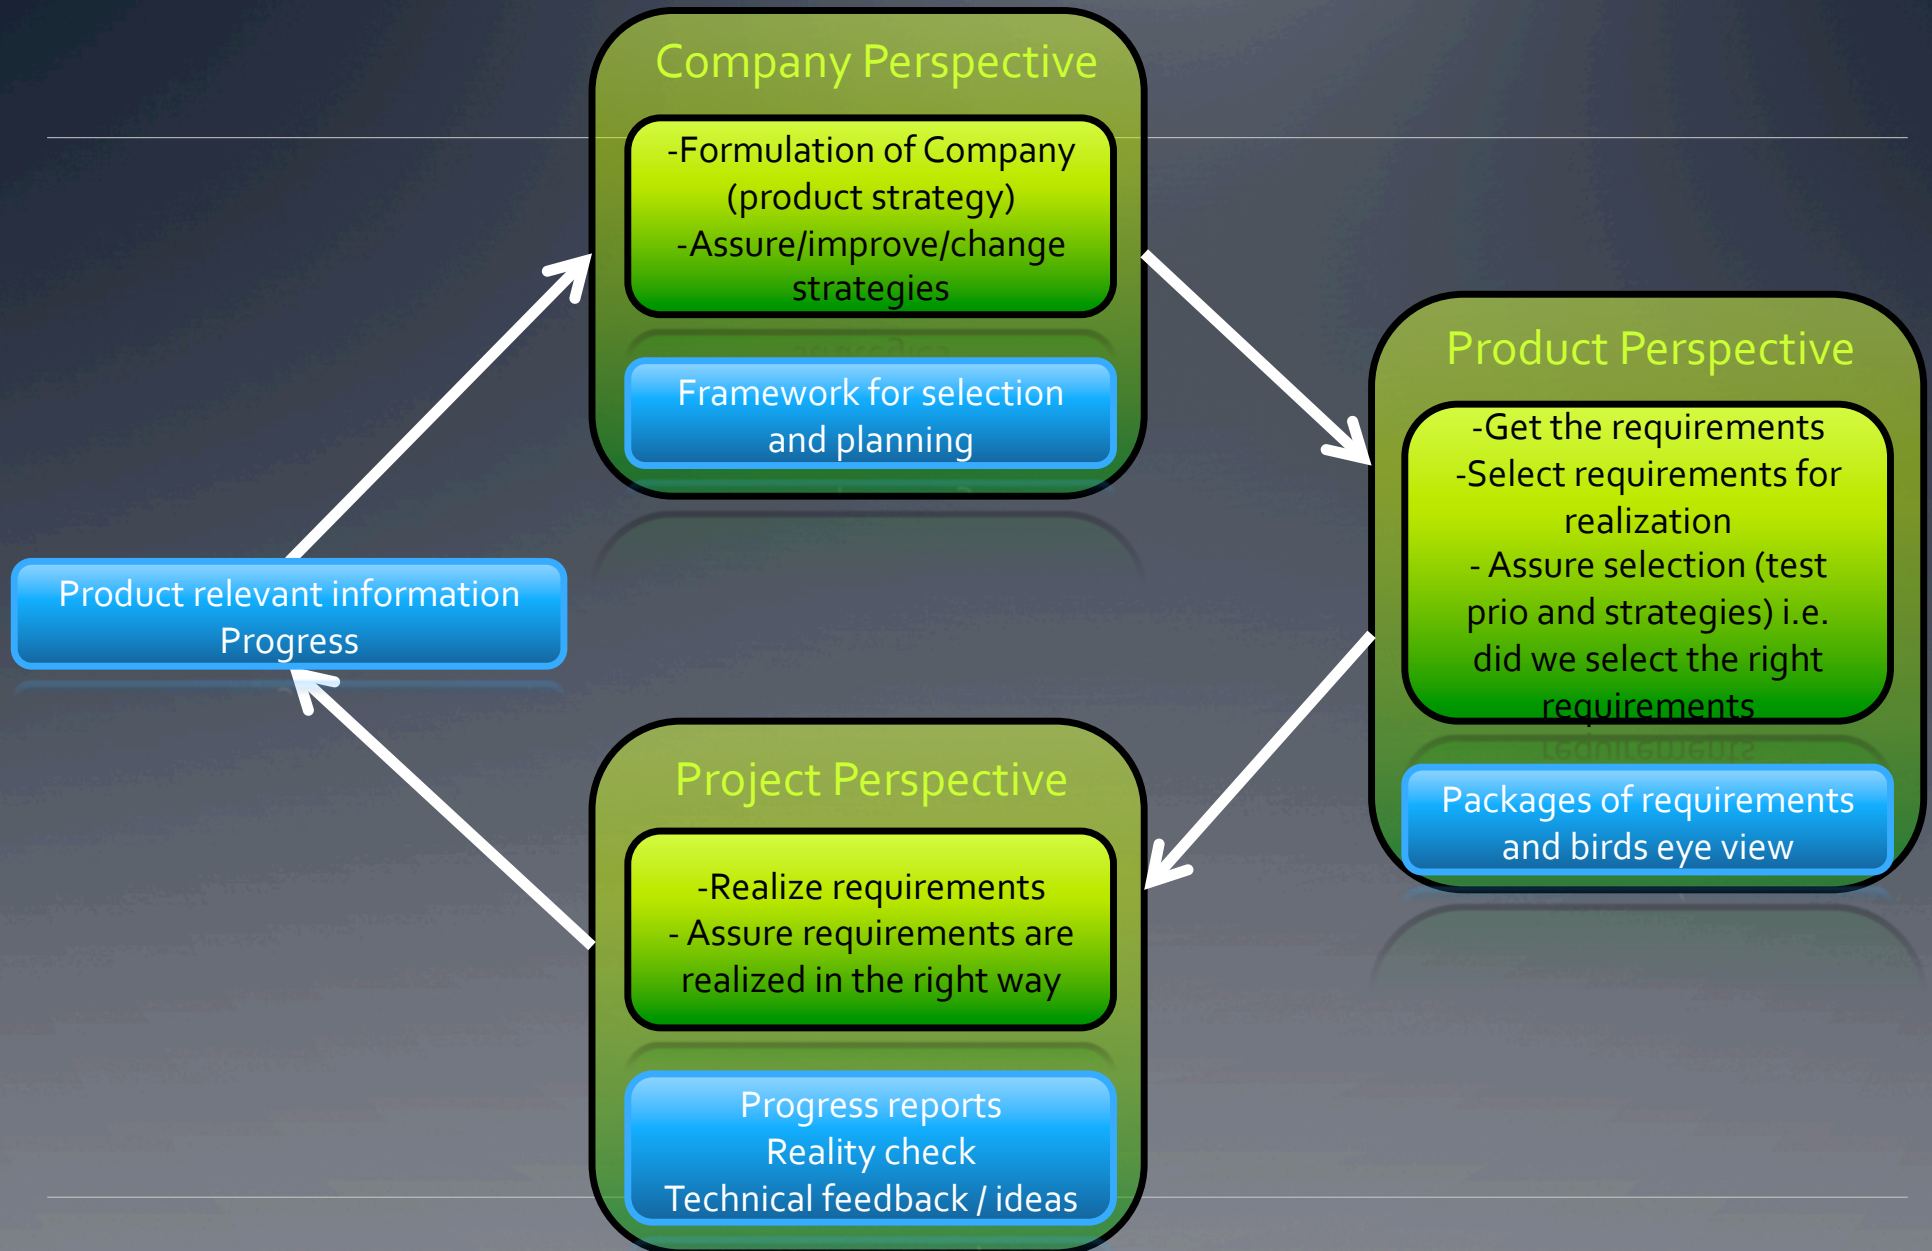 Company Perspective
-Formulation of Company
(product strategy)
-Assure/improve/change
strategies
Framework for selection
and planning
Product Perspective
-Get the requirements
-Select requirements for
realization
- Assure selection (test
prio and strategies) i.e.
did we select the right
requirements
Packages of requirements
and birds eye view
Product relevant information
Progress
Project Perspective
-Realize requirements
- Assure requirements are
realized in the right way
Progress reports
Reality check
Technical feedback / ideas